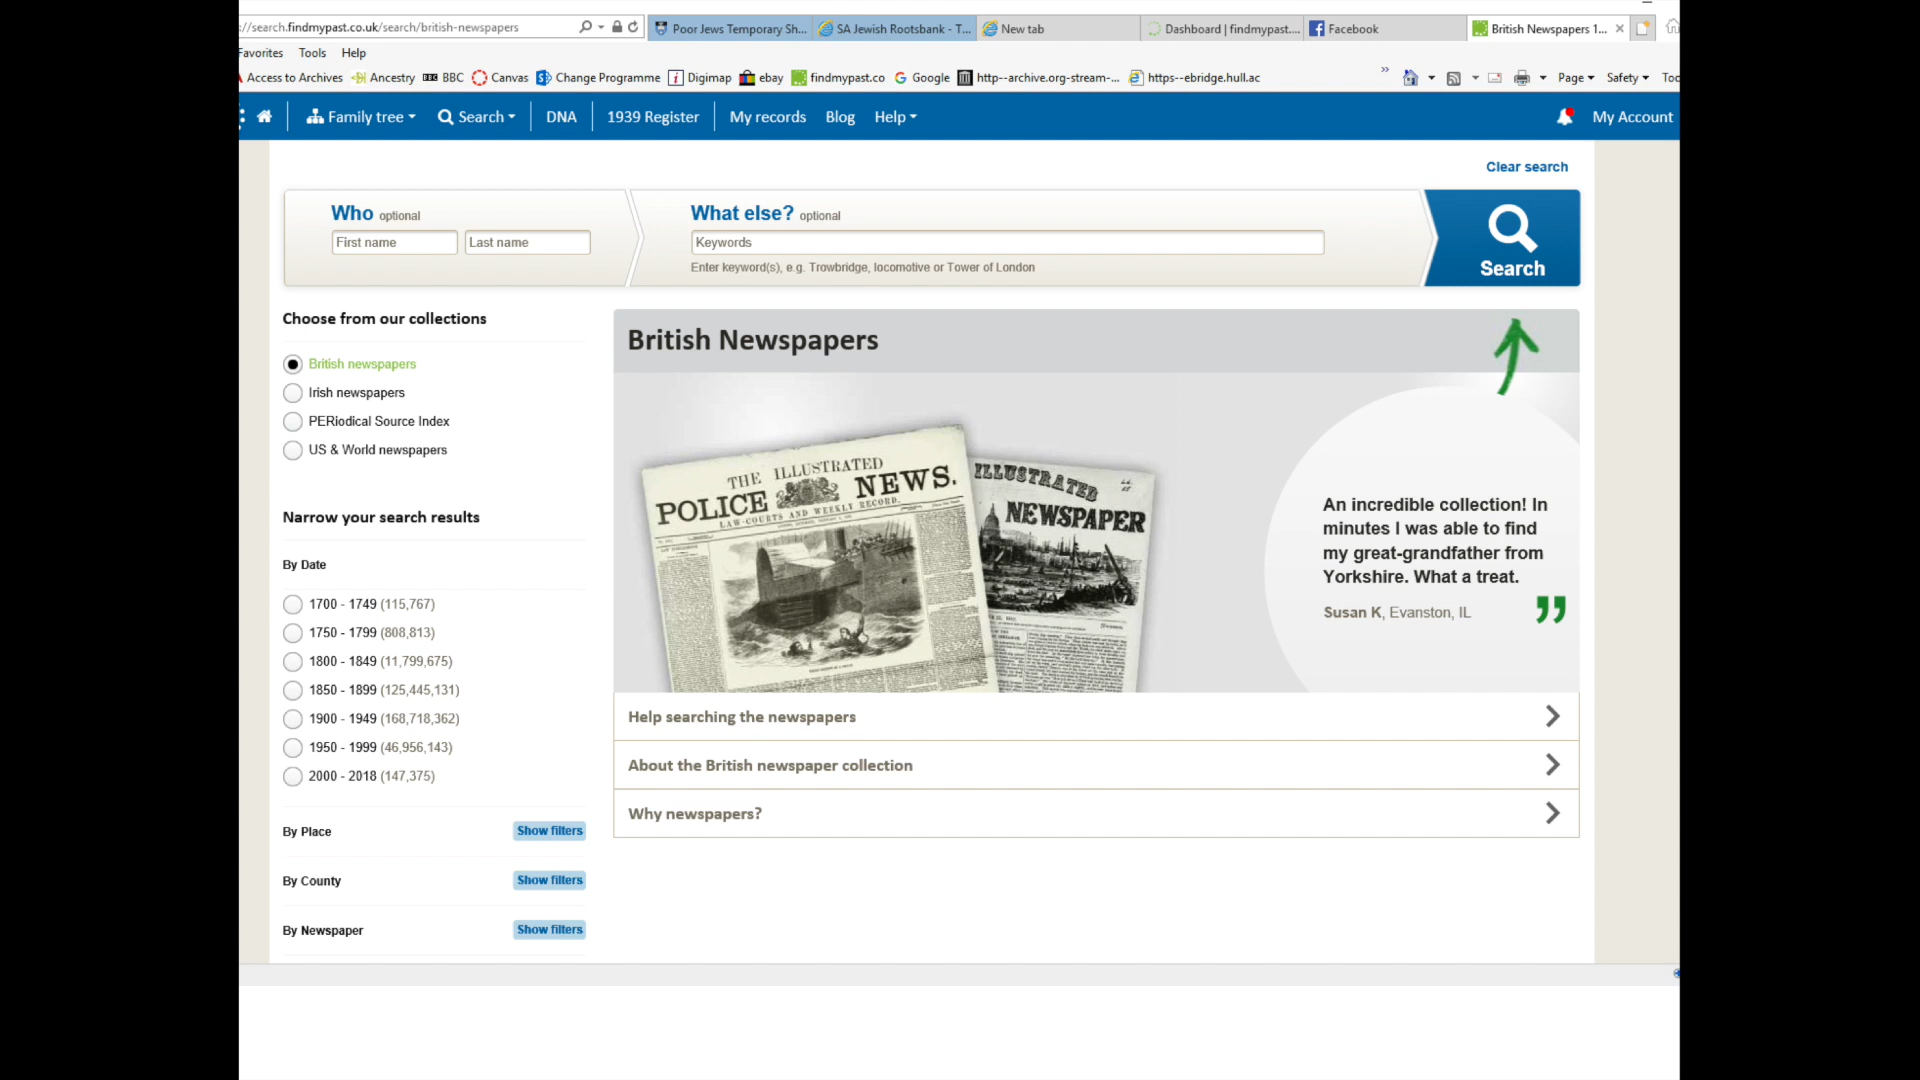 ://search.findmypast.co.uk/search/british-newspapers
Poor Jews Temporary Sh...
SA Jewish Rootsbank - T...
New tab
Dashboard | findmypast....
Facebook
British Newspapers 1...
Favorites Tools Help
Access to Archives Ancestry BBC Canvas Change Programme Digimap ebay findmypast.co Google http--archive.org-stream-... https--ebridge.hull.ac
Page Safety Toc
Family tree Search DNA 1939 Register My records Blog Help My Account
Clear search
Who optional
First name Last name
What else? optional
Keywords
Enter keyword(s), e.g. Trowbridge, locomotive or Tower of London
Search
Choose from our collections
British newspapers
Irish newspapers
PERiodical Source Index
US & World newspapers
Narrow your search results
By Date
1700 - 1749 (115,767)
1750 - 1799 (808,813)
1800 - 1849 (11,799,675)
1850 - 1899 (125,445,131)
1900 - 1949 (168,718,362)
1950 - 1999 (46,956,143)
2000 - 2018 (147,375)
By Place Show filters
By County Show filters
By Newspaper Show filters
British Newspapers
THE ILLUSTRATED
POLICE NEWS.
LAW-COURTS AND WEEKLY RECORD.
ILLUSTRATED
NEWSPAPER
An incredible collection! In
minutes I was able to find
my great-grandfather from
Yorkshire. What a treat.
Susan K, Evanston, IL
Help searching the newspapers
About the British newspaper collection
Why newspapers?